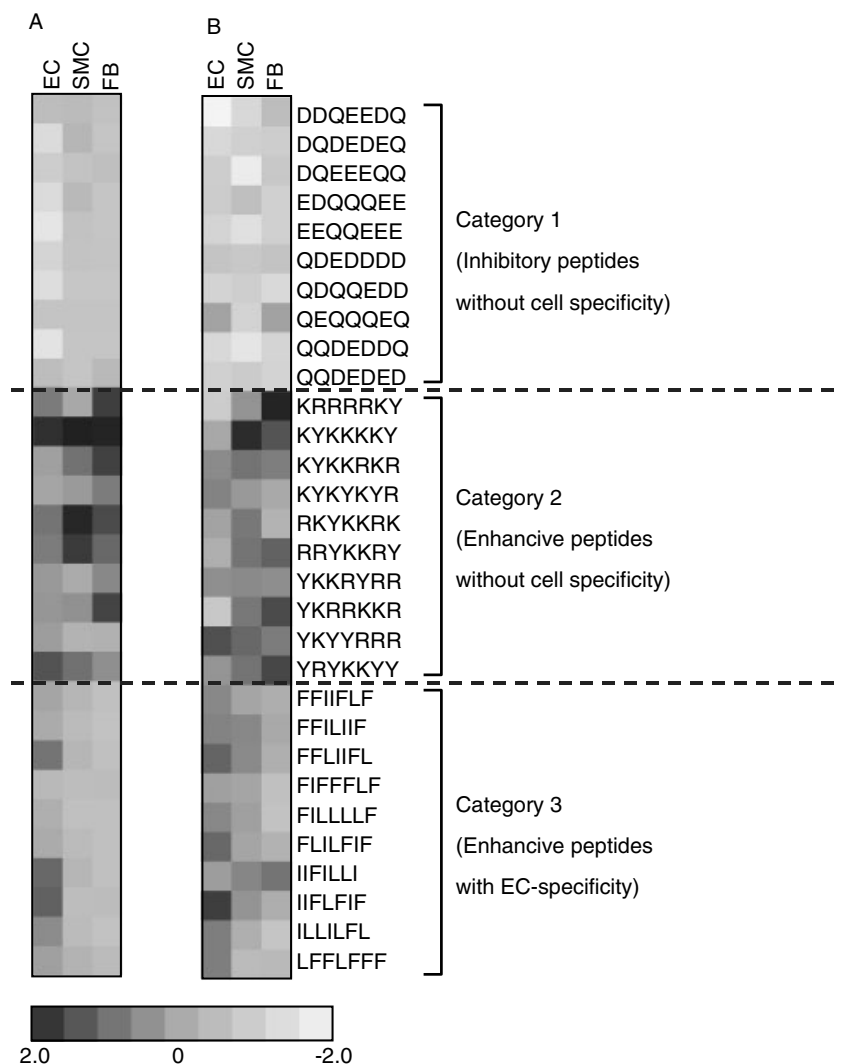 A
B
EC
SMC
FB
EC
SMC
FB
DDQEEDQ
DQDEDEQ
DQEEEQQ
EDQQQEE
EEQQEEE
QDEDDDD
QDQQEDD
QEQQQEQ
QQDEDDQ
QQDEDED
Category 1
(Inhibitory peptides
without cell specificity)
KRRRRKY
KYKKKKY
KYKKRKR
KYKYKYR
RKYKKRK
RRYKKRY
YKKRYRR
YKRRKKR
YKYYRRR
YRYKKYY
Category 2
(Enhancive peptides
without cell specificity)
FFIIFLF
FFILIIF
FFLIIFL
FIFFFLF
FILLLLF
FLILFIF
IIFILLI
IIFLFIF
ILLILFL
LFFLFFF
Category 3
(Enhancive peptides
with EC-specificity)
2.0 0 -2.0